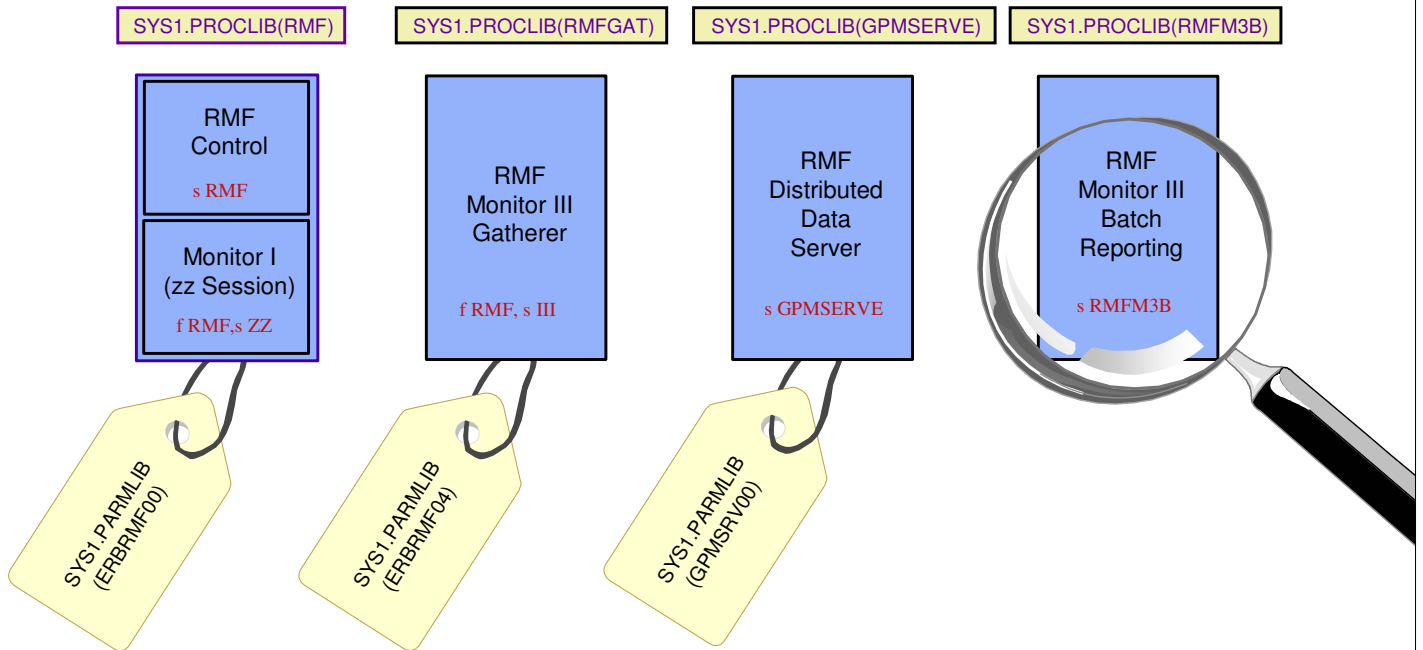 SYS1.PROCLIB(RMF)
SYS1.PROCLIB(RMFGAT)
SYS1.PROCLIB(GPMSERVE)
SYS1.PROCLIB(RMFM3B)
RMF
Control
s RMF
Monitor I
(zz Session)
f RMF,s ZZ
RMF
Monitor III
Gatherer
f RMF, s III
RMF
Distributed
Data
Server
s GPMSERVE
RMF
Monitor III
Batch
Reporting
s RMFM3B
SYS1.PARMLIB
(ERBRMF00)
SYS1.PARMLIB
(ERBRMF04)
SYS1.PARMLIB
(GPMSRV00)